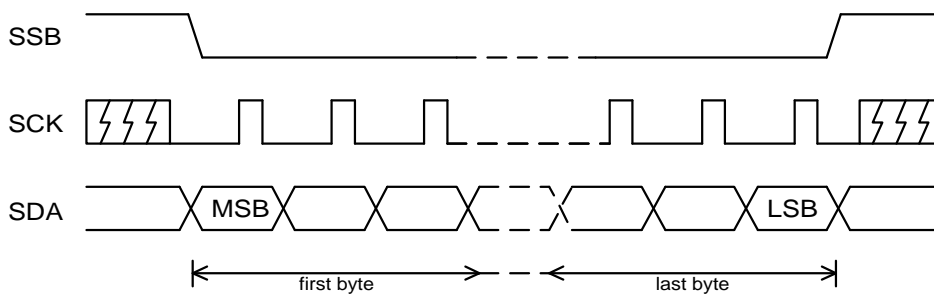 SSB
SCK
SDA
MSB
LSB
first byte
last byte